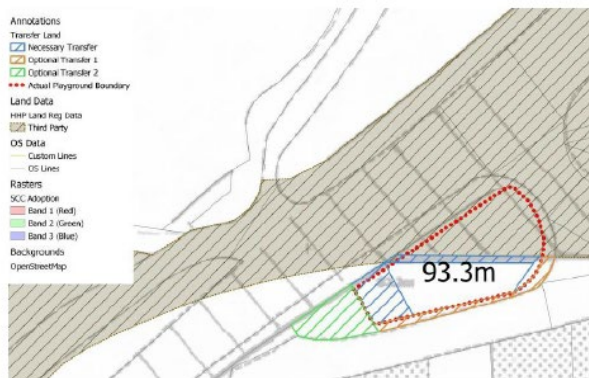 Annotations
Transfer Land
Necessary Transfer
Optional Transfer 1
Optional Transfer 2
Actual Playground Boundary
Land Data
HHP Land Reg Data
Third Party
OS Data
Custom Lines
OS Lines
Rasters
SCC Adoption
Band 1 (Red)
Band 2 (Green)
Band 3 (Blue)
Backgrounds
OpenStreetMap
93.3m